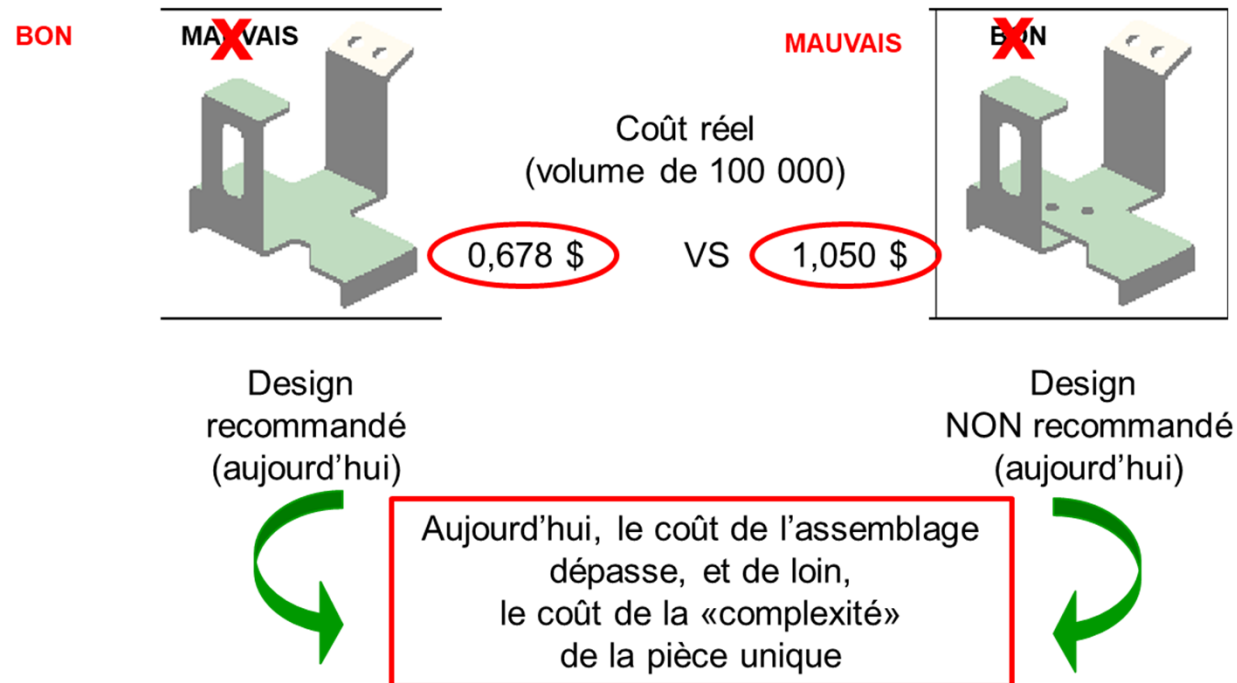 BON
MAUVAIS
MAUVAIS
BON
Coût réel
(volume de 100 000)
0,678 $
VS
1,050 $
Design
recommandé
(aujourd’hui)
Design
NON recommandé
(aujourd’hui)
Aujourd’hui, le coût de l’assemblage
dépasse, et de loin,
le coût de la «complexité»
de la pièce unique